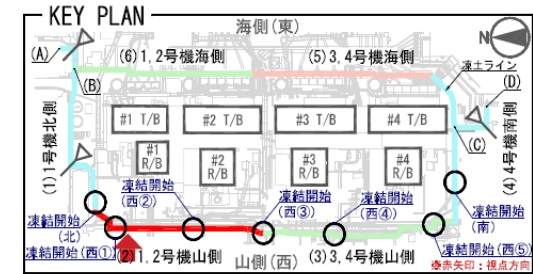 KEY PLAN
海側(東)
N
(A)
(6)1,2号機海側
(5)3,4号機海側
凍土ライン
(B)
(D)
#1 T/B
#2 T/B
#3 T/B
#4 T/B
(1)1号機北側
#1
R/B
#2
R/B
#3
R/B
#4
R/B
(C)
(4)4号機南側
凍結開始
(西②)
凍結開始
(西③)
凍結開始
(西④)
凍結開始
(南)
凍結開始
(北)
凍結開始(西①)
(2)1,2号機山側
山側(西)
(3)3,4号機山側
凍結開始(西⑤)
※赤矢印:視点方向